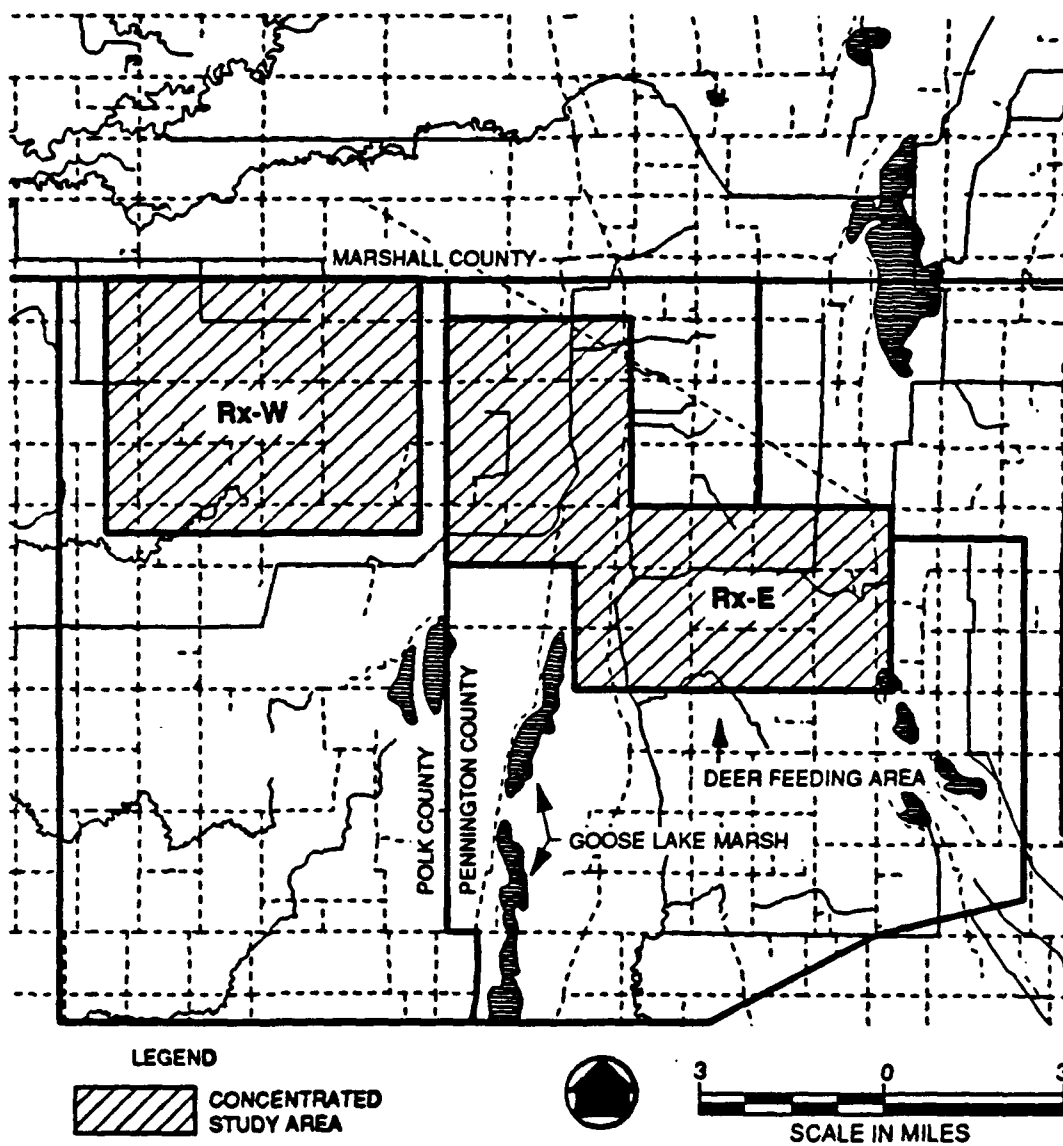 MARSHALL COUNTY
Rx-W
Rx-E
POLK COUNTY
PENNINGTON COUNTY
DEER FEEDING AREA
GOOSE LAKE MARSH
LEGEND
CONCENTRATED
STUDY AREA
3 0 3
SCALE IN MILES